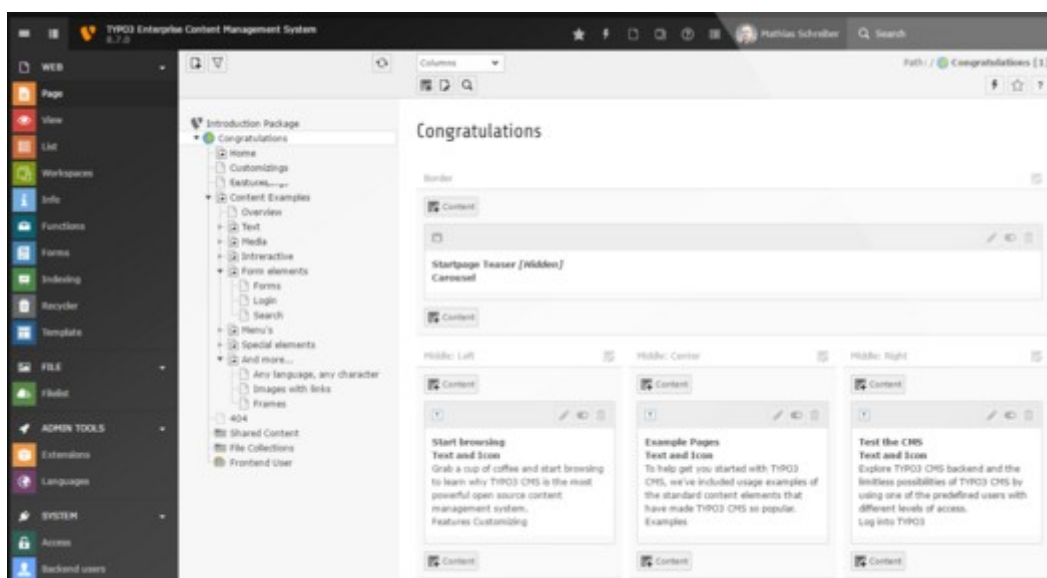 TYPO3 Enterprise Content Management System
8.7.0
Mathias Schreiber
Search
WEB
Page
View
List
Workspaces
Info
Functions
Forms
Indexing
Recycler
Template
FILE
Filelist
ADMIN TOOLS
Extensions
Languages
SYSTEM
Access
Backend users
Introduction Package
Congratulations
Home
Customizings
Features
Content Examples
Overview
Text
Media
Intreractive
Form elements
Forms
Login
Search
Menu's
Special elements
And more...
Any language, any character
Images with links
Frames
404
Shared Content
File Collections
Frontend User
Columns
Path: / Congratulations [1]
Congratulations
Border
Content
Startpage Teaser [Hidden]
Carousel
Content
Middle: Left
Content
Start browsing
Text and Icon
Grab a cup of coffee and start browsing
to learn why TYPO3 CMS is the most
powerful open source content
management system.
Features Customizing
Content
Middle: Center
Content
Example Pages
Text and Icon
To help get you started with TYPO3
CMS, we've included usage examples of
the standard content elements that
have made TYPO3 CMS so popular.
Examples
Content
Middle: Right
Content
Test the CMS
Text and Icon
Explore TYPO3 CMS backend and the
limitless possibilities of TYPO3 CMS by
using one of the predefined users with
different levels of access.
Log into TYPO3
Content